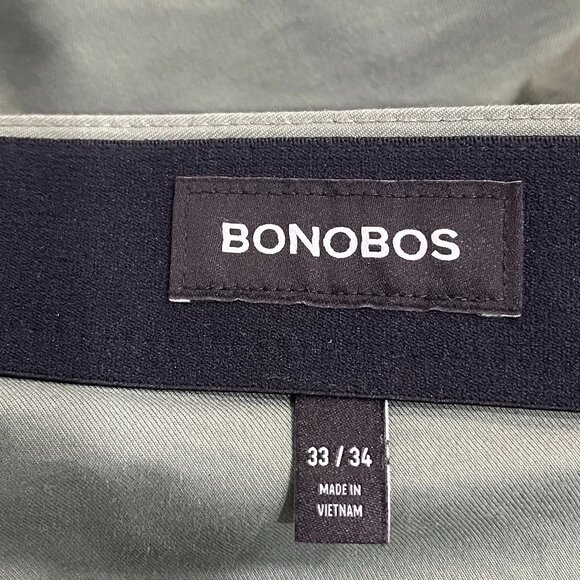 BONOBOS
33 / 34
MADE IN
VIETNAM